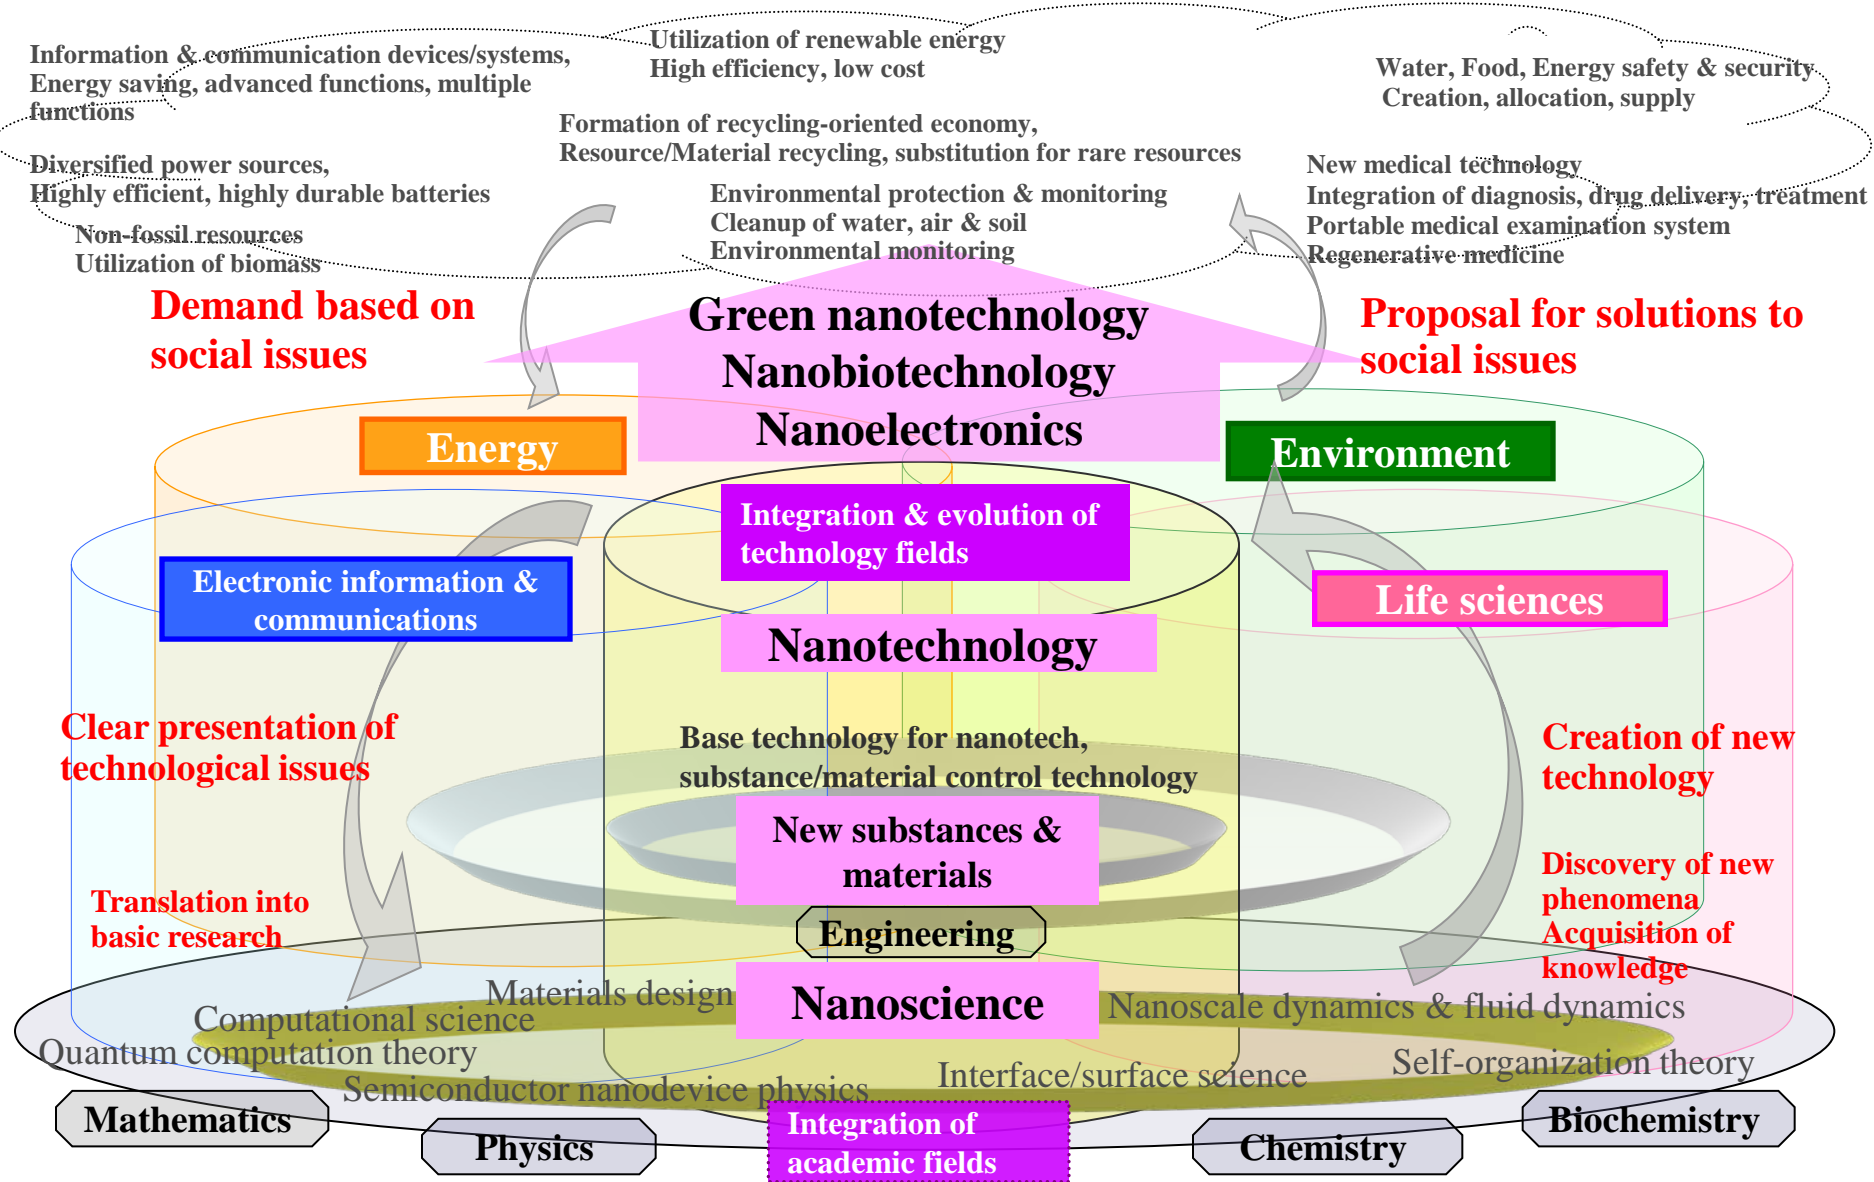 Information & communication devices/systems,
Energy saving, advanced functions, multiple
functions
Utilization of renewable energy
High efficiency, low cost
Water, Food, Energy safety & security
Creation, allocation, supply
Formation of recycling-oriented economy,
Resource/Material recycling, substitution for rare resources
Diversified power sources,
Highly efficient, highly durable batteries
New medical technology
Integration of diagnosis, drug delivery, treatment
Portable medical examination system
Regenerative medicine
Environmental protection & monitoring
Cleanup of water, air & soil
Environmental monitoring
Non-fossil resources
Utilization of biomass
Demand based on
social issues
Green nanotechnology
Nanobiotechnology
Nanoelectronics
Proposal for solutions to
social issues
Energy
Environment
Integration & evolution of
technology fields
Electronic information &
communications
Life sciences
Nanotechnology
Clear presentation of
technological issues
Base technology for nanotech,
substance/material control technology
Creation of new
technology
New substances &
materials
Translation into
basic research
Discovery of new
phenomena
Acquisition of
knowledge
Engineering
Materials design
Nanoscience
Nanoscale dynamics & fluid dynamics
Computational science
Quantum computation theory
Semiconductor nanodevice physics
Interface/surface science
Self-organization theory
Mathematics
Physics
Integration of
academic fields
Chemistry
Biochemistry